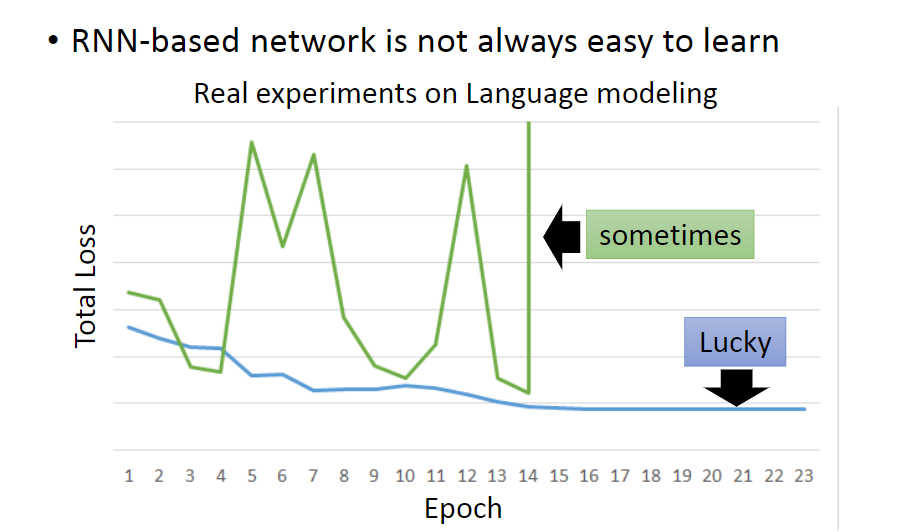 • RNN-based network is not always easy to learn
Real experiments on Language modeling
Total Loss
sometimes
Lucky
1 2 3 4 5 6 7 8 9 10 11 12 13 14 15 16 17 18 19 20 21 22 23
Epoch